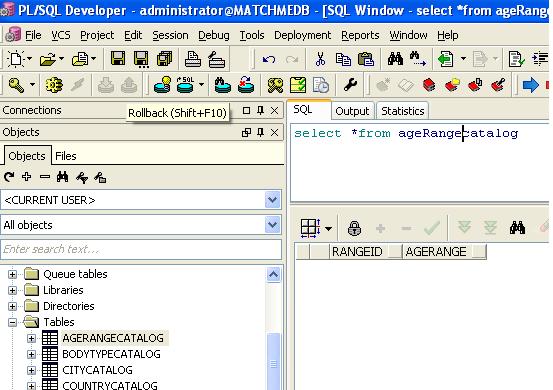 PL/SQL Developer - administrator@MATCHMEDB - [SQL Window - select *from ageRange
File VCS Project Edit Session Debug Tools Deployment Reports Window Help
SQL
Connections
Rollback (Shift+F10)
Objects
Objects Files
<CURRENT USER>
All objects
Enter search text...
Queue tables
Libraries
Directories
Tables
AGERANGECATALOG
BODYTYPECATALOG
CITYCATALOG
COUNTRYCATALOG
SQL Output Statistics
select *from ageRangecatalog
RANGEID AGERANGE